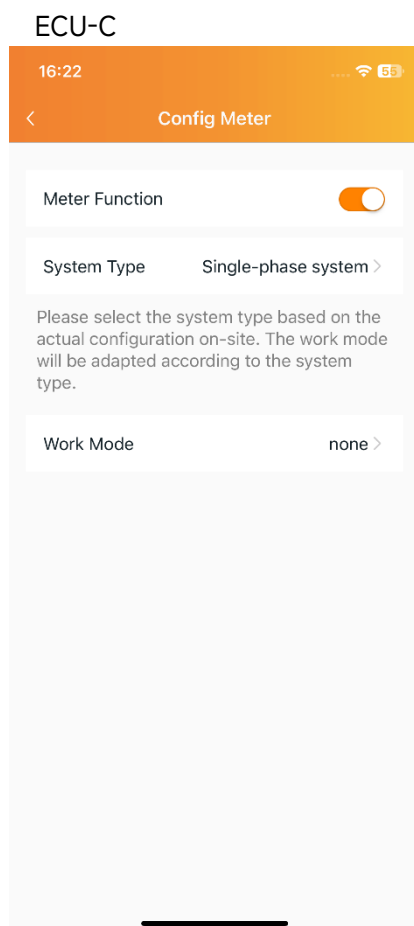 ECU-C
16:22
55
Config Meter
Meter Function
System Type Single-phase system
Please select the system type based on the
actual configuration on-site. The work mode
will be adapted according to the system
type.
Work Mode none